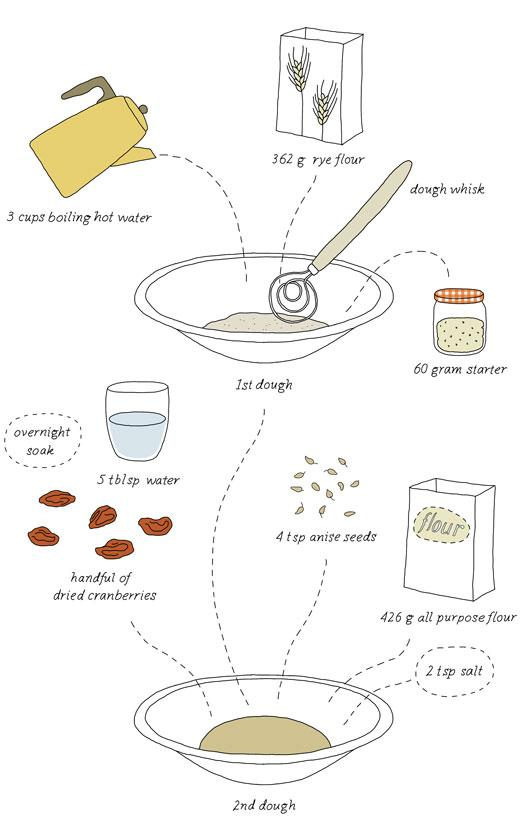 362 g rye flour
dough whisk
3 cups boiling hot water
60 gram starter
1st dough
overnight
soak
5 tblsp water
4 tsp anise seeds
flour
handful of
dried cranberries
426 g all purpose flour
2 tsp salt
2nd dough